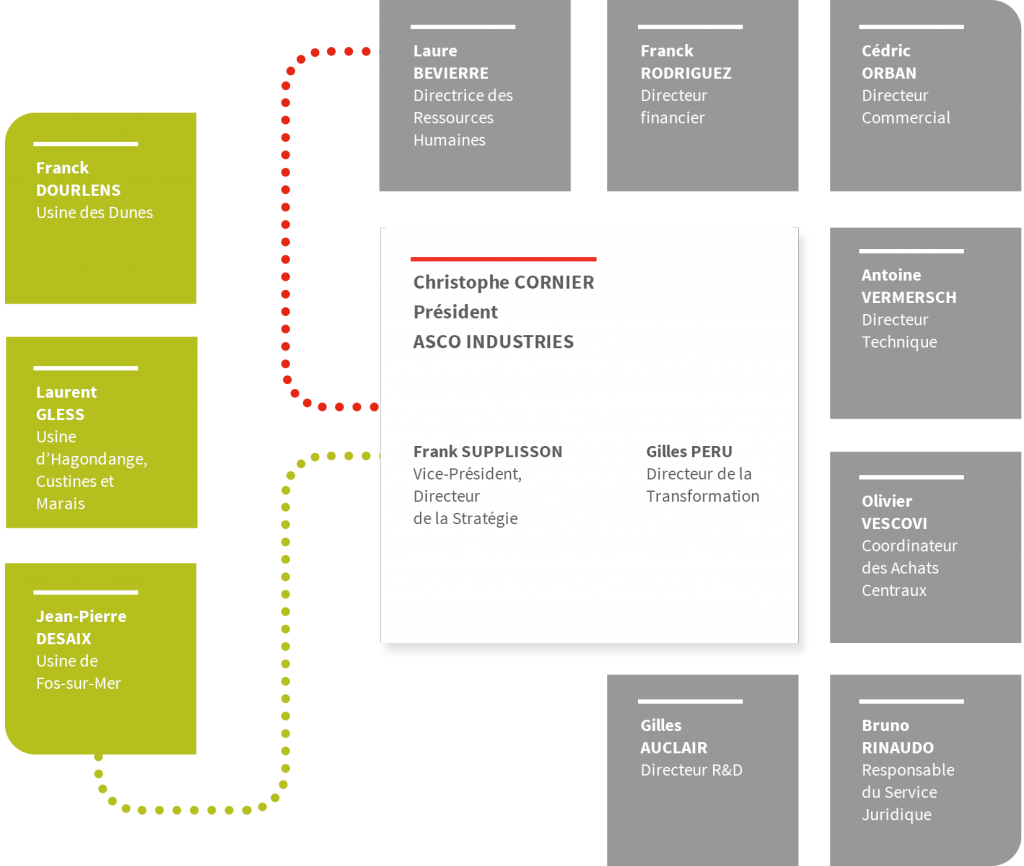 Laure
BEVIERRE
Directrice des
Ressources
Humaines
Franck
RODRIGUEZ
Directeur
financier
Cédric
ORBAN
Directeur
Commercial
Franck
DOURLENS
Usine des Dunes
Christophe CORNIER
Président
ASCO INDUSTRIES
Antoine
VERMERSCH
Directeur
Technique
Laurent
GLESS
Usine
d’Hagondange,
Custines et
Marais
Frank SUPPLISSON
Vice-Président,
Directeur
de la Stratégie
Gilles PERU
Directeur de la
Transformation
Olivier
VESCOVI
Coordinateur
des Achats
Centraux
Jean-Pierre
DESAIX
Usine de
Fos-sur-Mer
Gilles
AUCLAIR
Directeur R&D
Bruno
RINAUDO
Responsable
du Service
Juridique